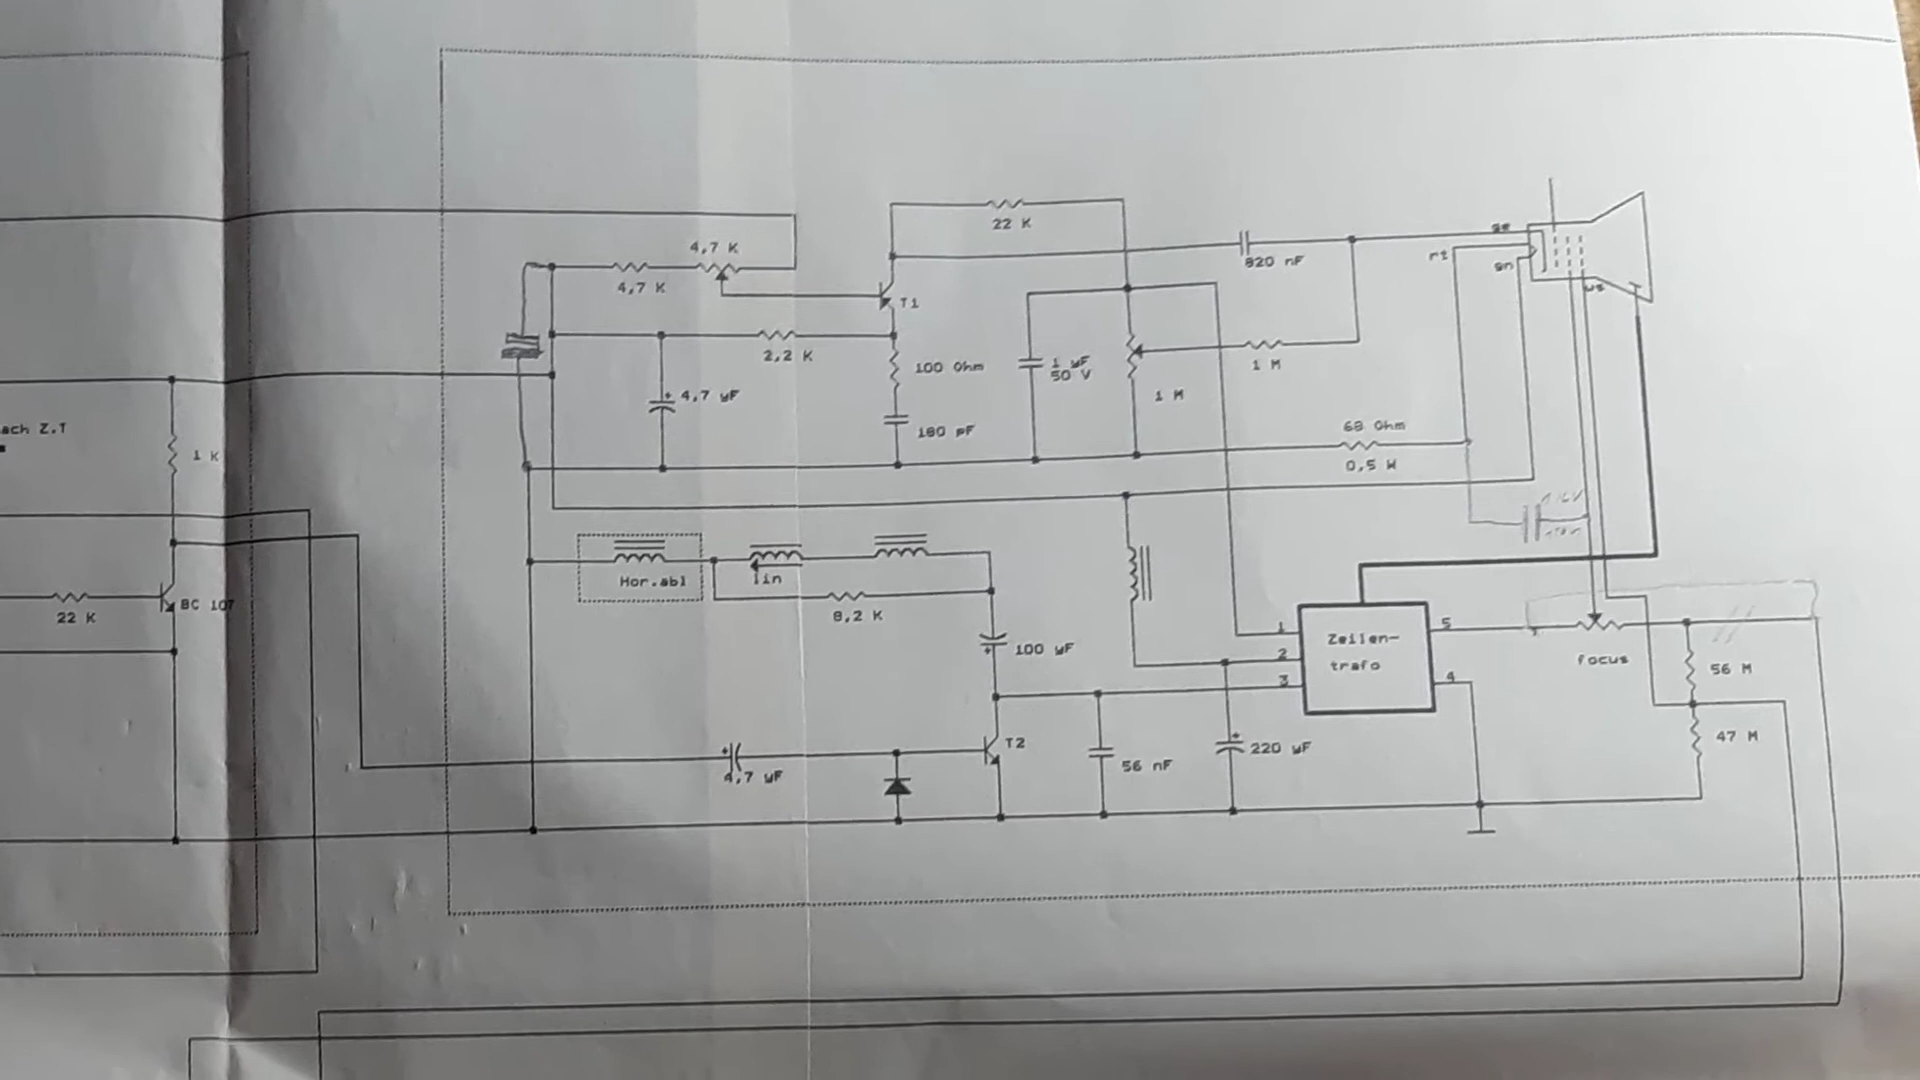 22 K
4,7 K
4,7 K
T1
820 nF
ge
rt
gn
ws
2,2 K
100 Ohm
1 µF
50 V
1 M
1 M
4,7 µF
180 pF
ach Z.T
1 K
68 Ohm
0,5 W
Hor.abl
lin
8,2 K
BC 107
22 K
100 µF
1
2
3
Zeilen-
trafo
5
4
focus
56 M
47 M
T2
4,7 µF
56 nF
220 µF